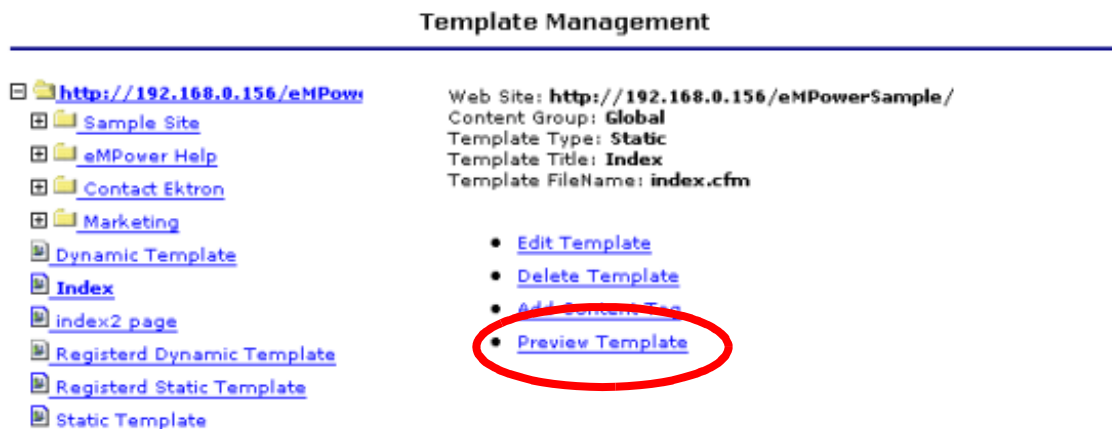 Template Management
http://192.168.0.156/eMPowe
Sample Site
eMPower Help
Contact Ektron
Marketing
Dynamic Template
Index
index2 page
Registerd Dynamic Template
Registerd Static Template
Static Template
Web Site: http://192.168.0.156/eMPowerSample/
Content Group: Global
Template Type: Static
Template Title: Index
Template FileName: index.cfm
Edit Template
Delete Template
Add Content Tag
Preview Template